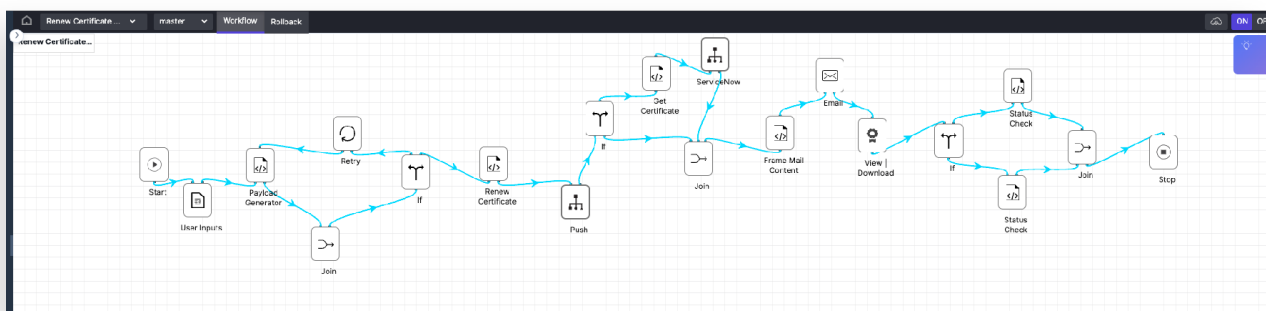 Renew Certificate ...
master
Workflow
Rollback
ON
Renew Certificate...
ServiceNow
Get
Certificate
Email
Status
Check
Retry
If
Frame Mail
Content
View |
Download
If
Join
Stop
Join
Start
Payload
Generator
If
Renew
Certificate
User Inputs
Push
Status
Check
Join